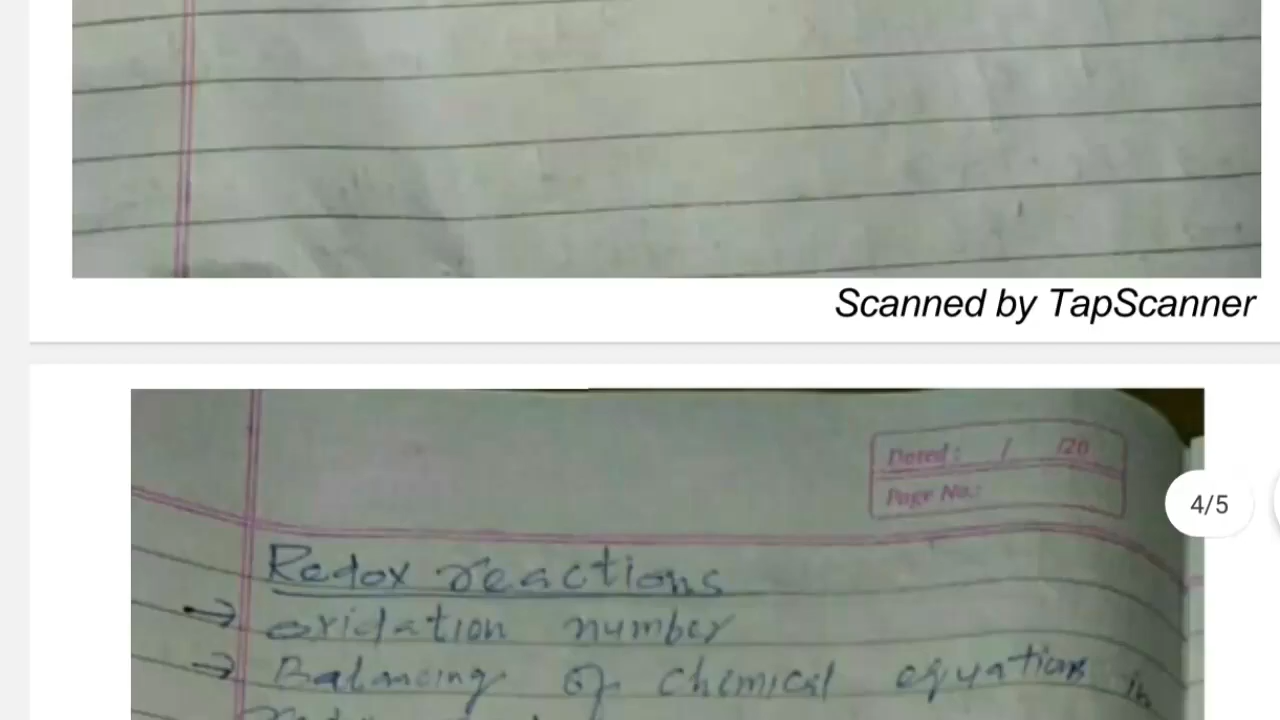 Scanned by TapScanner
Dated : / /20
Page No.:
4/5
Redox reactions
→ oxidation number
→ Balancing of chemical equations in